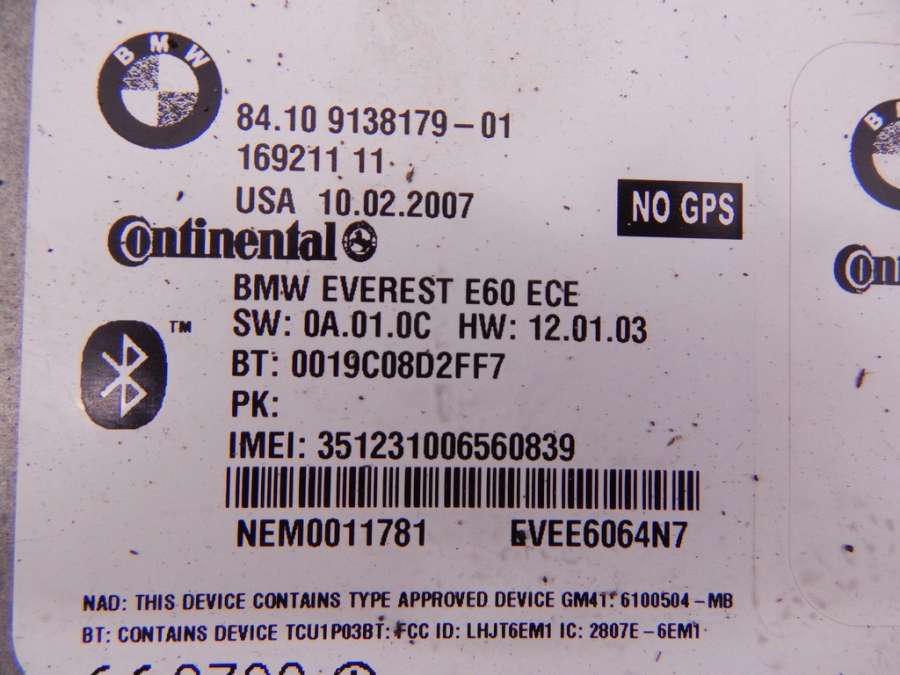 BMW
84.10 9138179-01
169211 11
USA 10.02.2007
NO GPS
B
Continental
Con
BMW EVEREST E60 ECE
SW: 0A.01.0C HW: 12.01.03
TM
BT: 0019C08D2FF7
PK:
IMEI: 351231006560839
NEM0011781 EVEE6064N7
NAD: THIS DEVICE CONTAINS TYPE APPROVED DEVICE GM41: 6100504-MB
BT: CONTAINS DEVICE TCU1P03BT: FCC ID: LHJT6EM1 IC: 2807E-6EM1